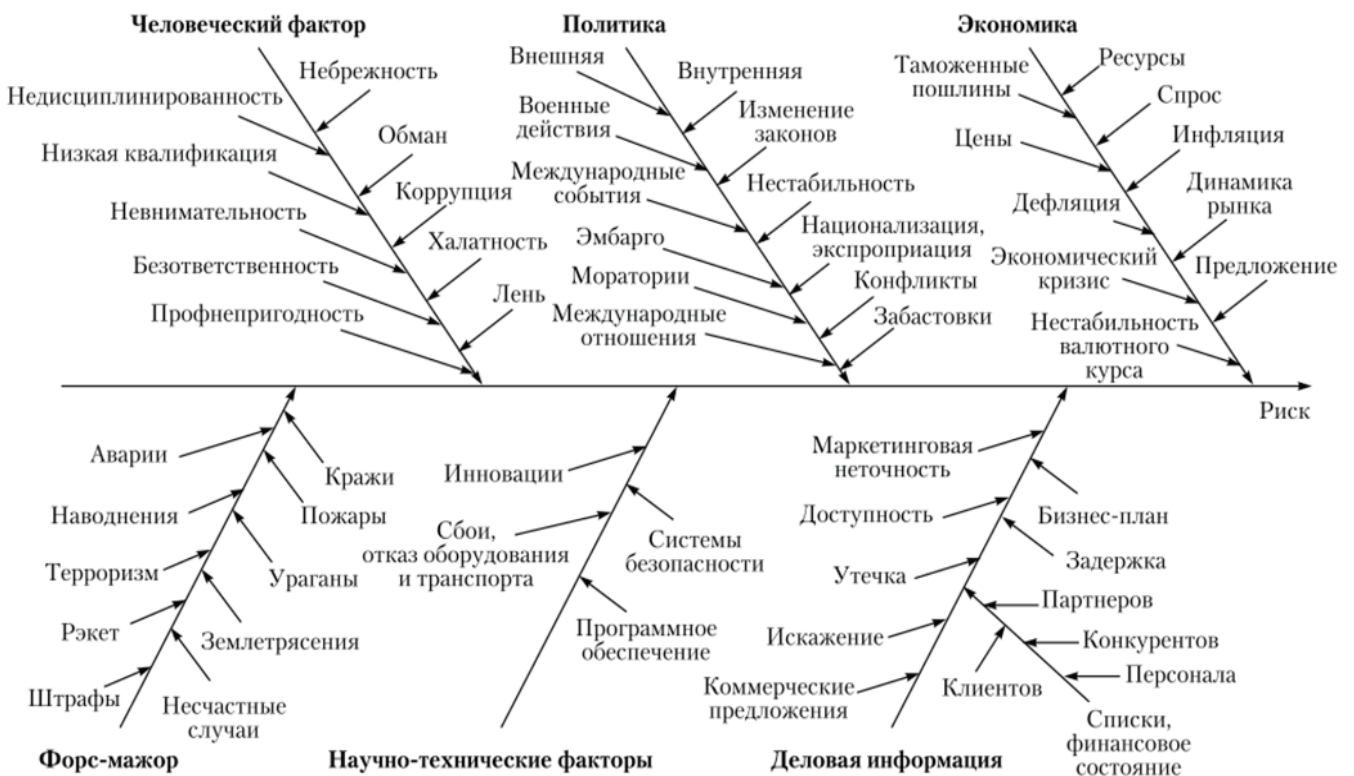 Человеческий фактор
Небрежность
Недисциплинированность
Обман
Низкая квалификация
Коррупция
Невнимательность
Халатность
Безответственность
Лень
Профнепригодность
Политика
Внешняя
Внутренняя
Военные
действия
Изменение
законов
Международные
события
Нестабильность
Эмбарго
Национализация,
экспроприация
Моратории
Конфликты
Международные
отношения
Забастовки
Экономика
Ресурсы
Таможенные
пошлины
Спрос
Цены
Инфляция
Динамика
рынка
Дефляция
Экономический
кризис
Предложение
Нестабильность
валютного
курса
Риск
Аварии
Кражи
Наводнения
Пожары
Терроризм
Ураганы
Рэкет
Землетрясения
Штрафы
Несчастные
случаи
Форс-мажор
Инновации
Сбои,
отказ оборудования
и транспорта
Системы
безопасности
Программное
обеспечение
Научно-технические факторы
Маркетинговая
неточность
Доступность
Бизнес-план
Задержка
Утечка
Партнеров
Искажение
Конкурентов
Персонала
Коммерческие
предложения
Клиентов
Списки,
финансовое
состояние
Деловая информация